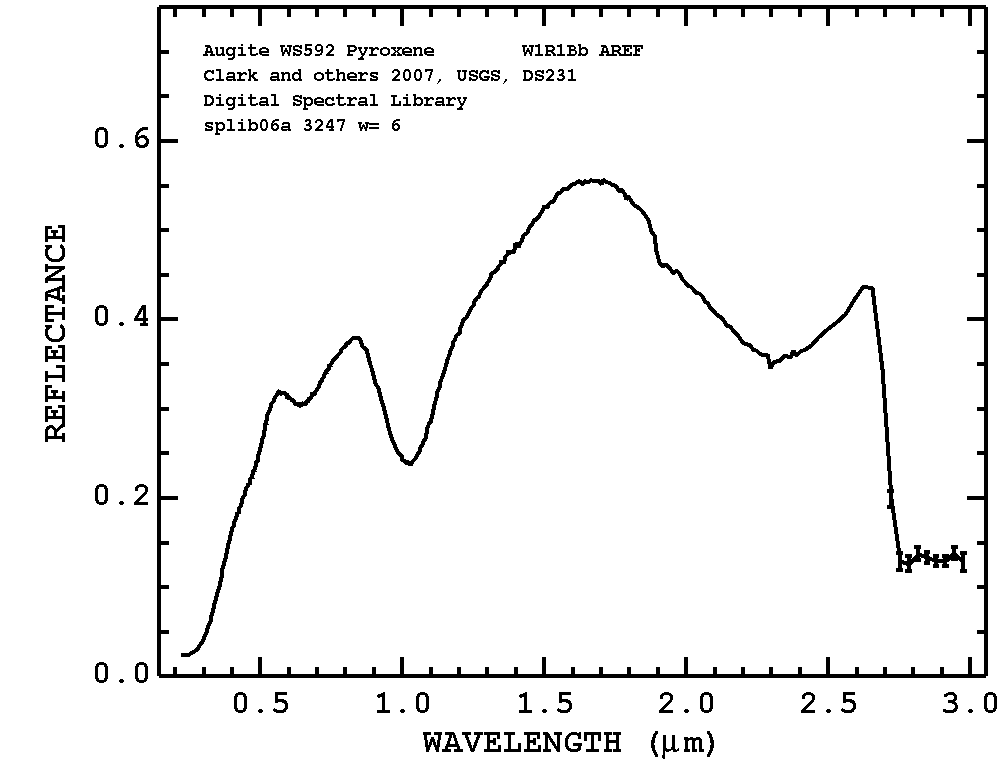 Augite WS592 Pyroxene W1R1Bb AREF
Clark and others 2007, USGS, DS231
Digital Spectral Library
splib06a 3247 w= 6
0.6
0.4
0.2
0.0
REFLECTANCE
0.5 1.0 1.5 2.0 2.5 3.0
WAVELENGTH (μm)